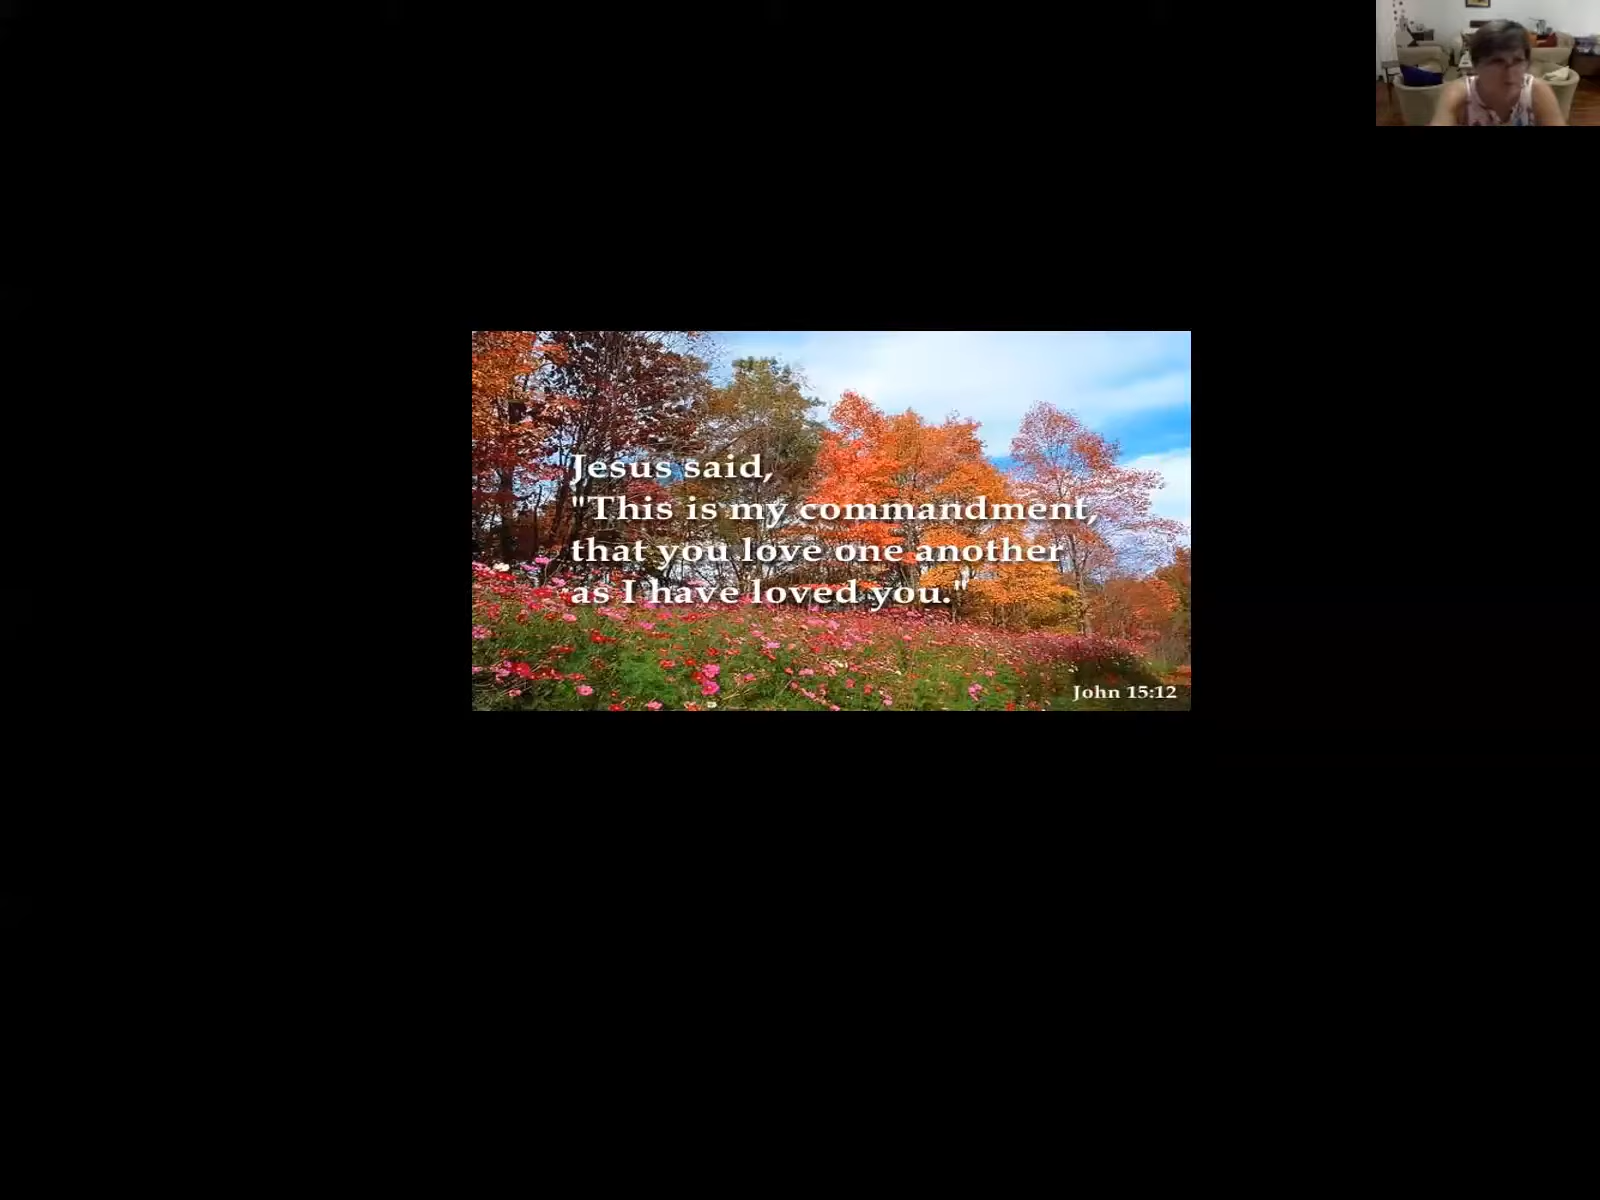 Jesus said,
"This is my commandment,
that you love one another
as I have loved you."
John 15:12